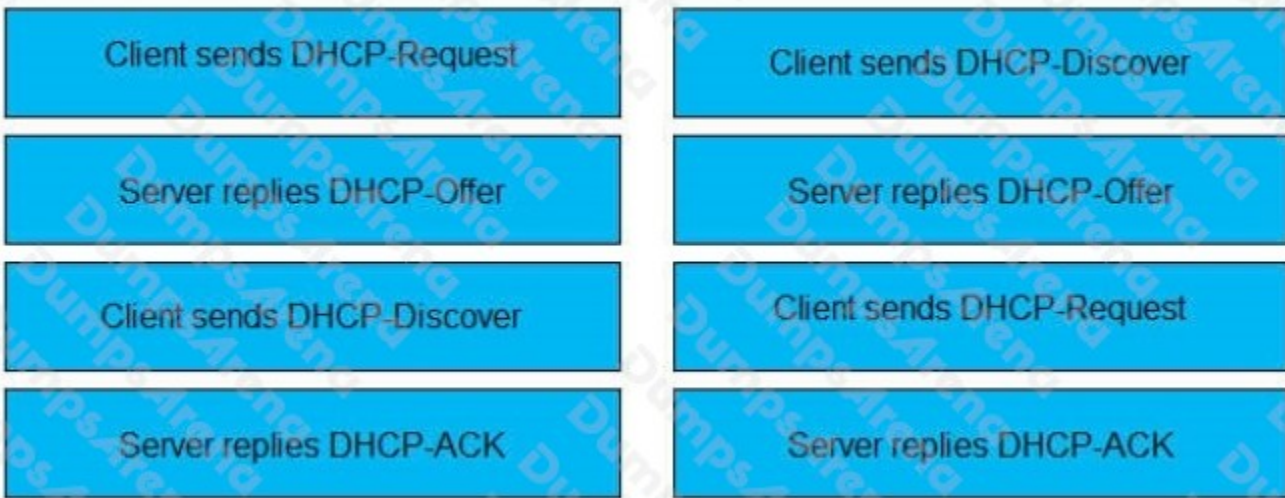 Client sends DHCP-Request
Client sends DHCP-Discover
Server replies DHCP-Offer
Server replies DHCP-Offer
Client sends DHCP-Discover
Client sends DHCP-Request
Server replies DHCP-ACK
Server replies DHCP-ACK
DumpsArena